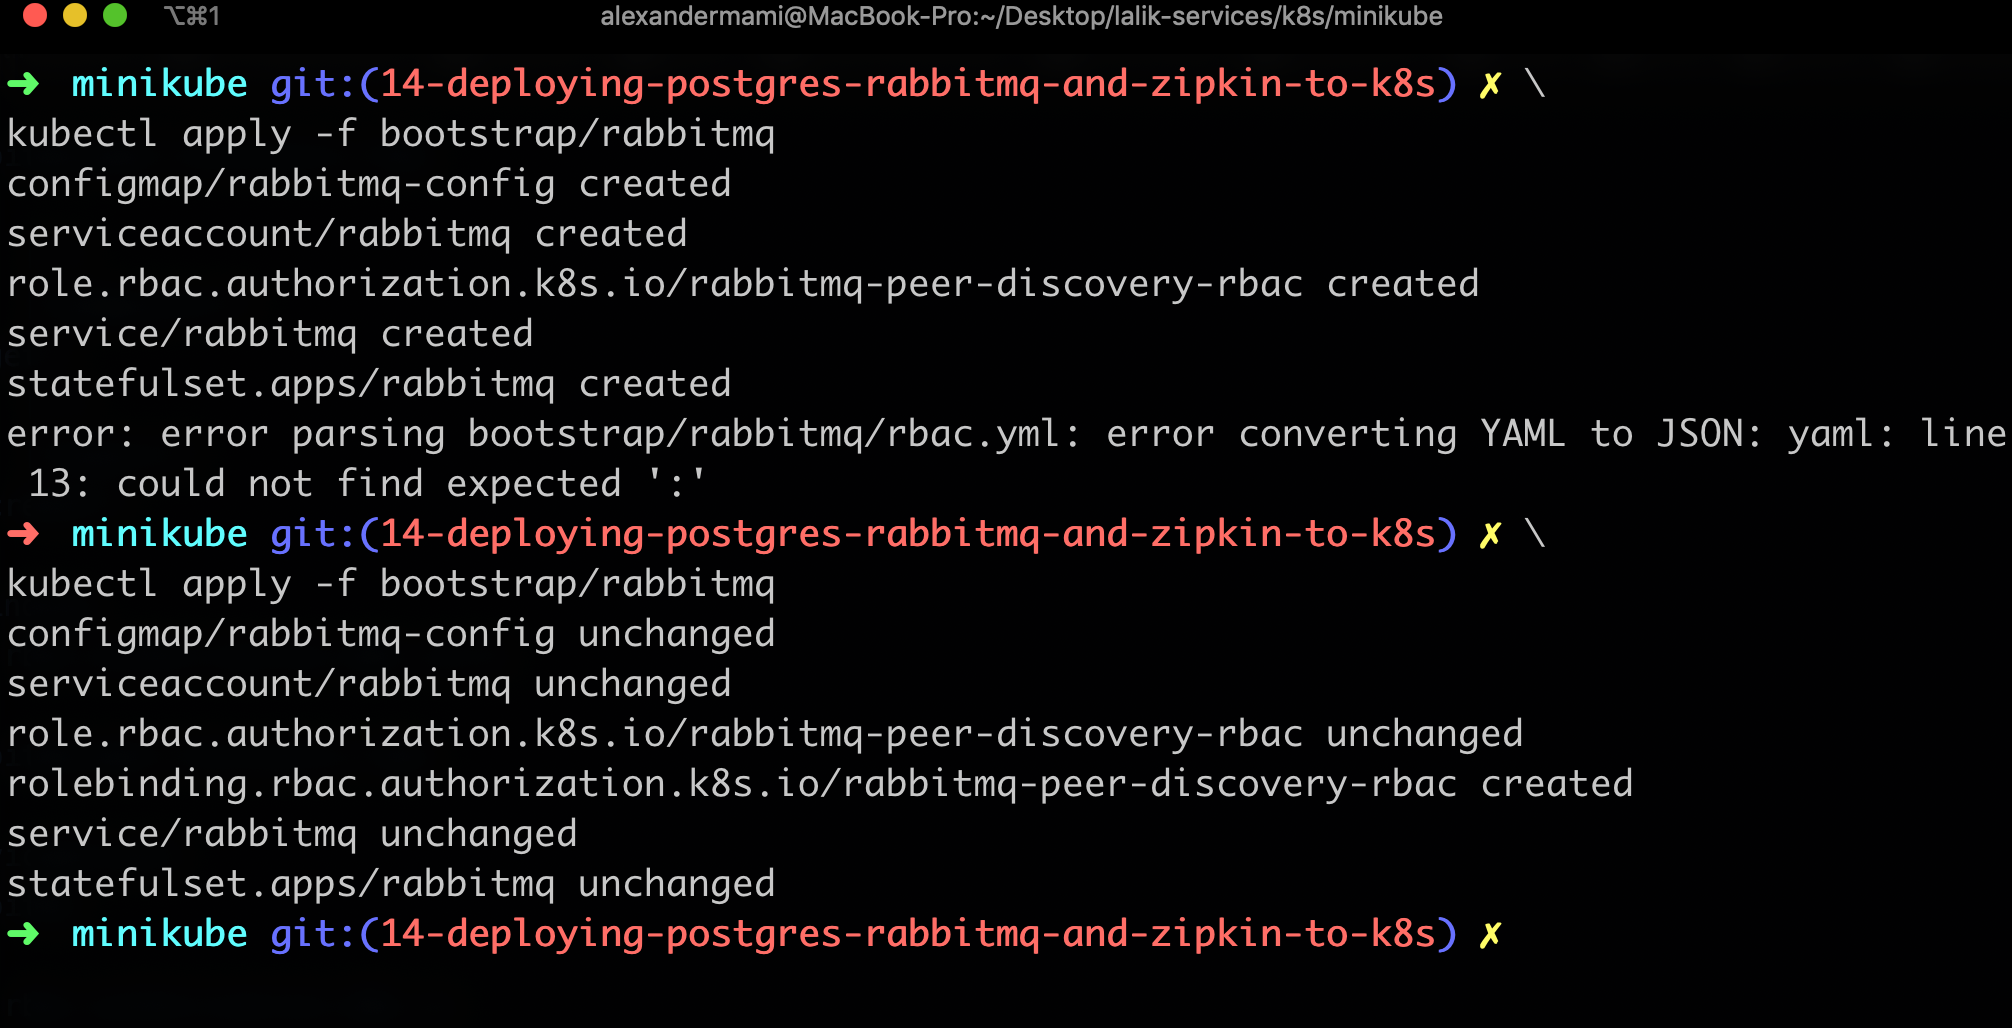 ⌥⌘1
alexandermami@MacBook-Pro:~/Desktop/lalik-services/k8s/minikube
➜ minikube git:(14-deploying-postgres-rabbitmq-and-zipkin-to-k8s) ✗ \
kubectl apply -f bootstrap/rabbitmq
configmap/rabbitmq-config created
serviceaccount/rabbitmq created
role.rbac.authorization.k8s.io/rabbitmq-peer-discovery-rbac created
service/rabbitmq created
statefulset.apps/rabbitmq created
error: error parsing bootstrap/rabbitmq/rbac.yml: error converting YAML to JSON: yaml: line
13: could not find expected ':'
➜ minikube git:(14-deploying-postgres-rabbitmq-and-zipkin-to-k8s) ✗ \
kubectl apply -f bootstrap/rabbitmq
configmap/rabbitmq-config unchanged
serviceaccount/rabbitmq unchanged
role.rbac.authorization.k8s.io/rabbitmq-peer-discovery-rbac unchanged
rolebinding.rbac.authorization.k8s.io/rabbitmq-peer-discovery-rbac created
service/rabbitmq unchanged
statefulset.apps/rabbitmq unchanged
➜ minikube git:(14-deploying-postgres-rabbitmq-and-zipkin-to-k8s) ✗